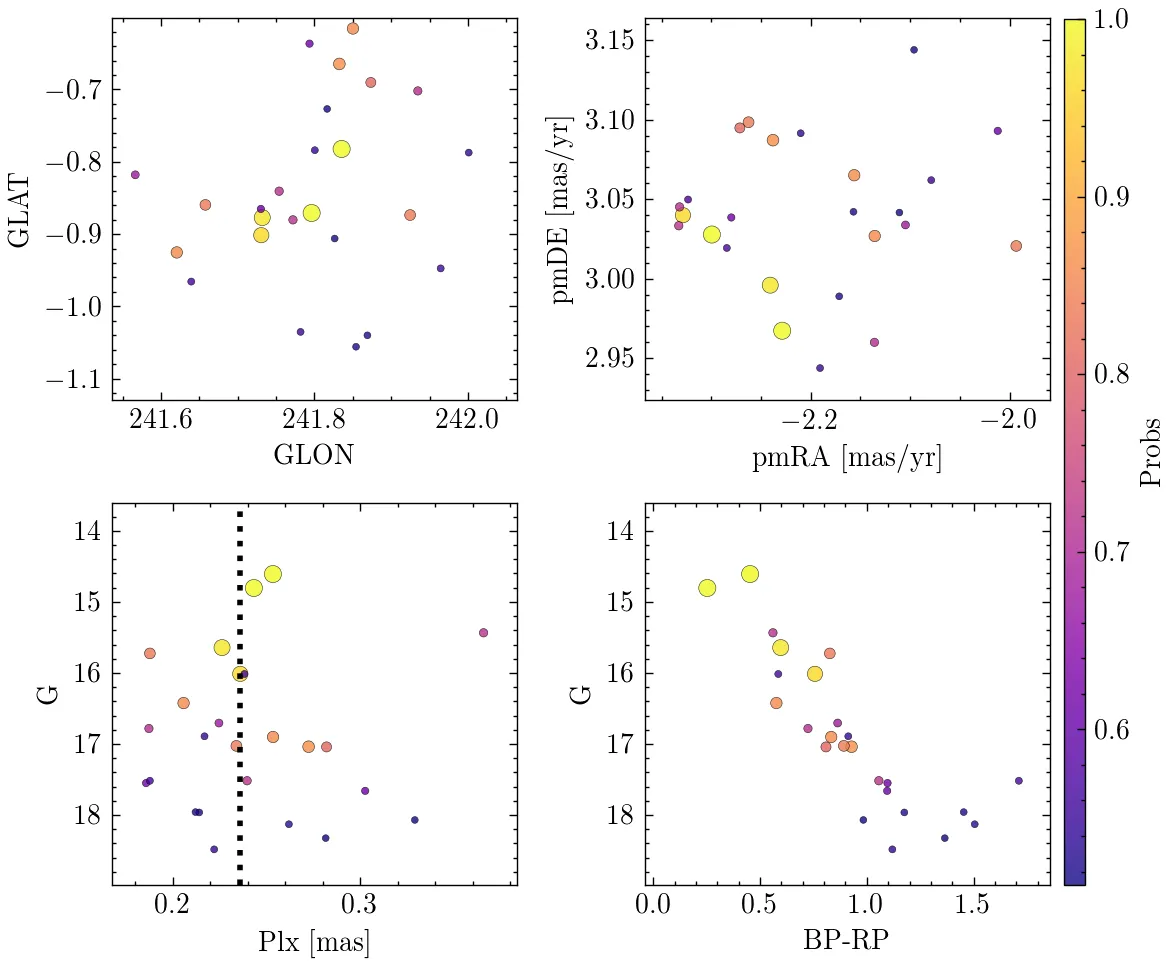 −0.7
−0.8
−0.9
−1.0
−1.1
GLAT
241.6 241.8 242.0
GLON
3.15
3.10
3.05
3.00
2.95
pmDE [mas/yr]
−2.2 −2.0
pmRA [mas/yr]
1.0
0.9
0.8
0.7
0.6
Probs
14
15
16
17
18
G
0.2 0.3
Plx [mas]
14
15
16
17
18
G
0.0 0.5 1.0 1.5
BP-RP